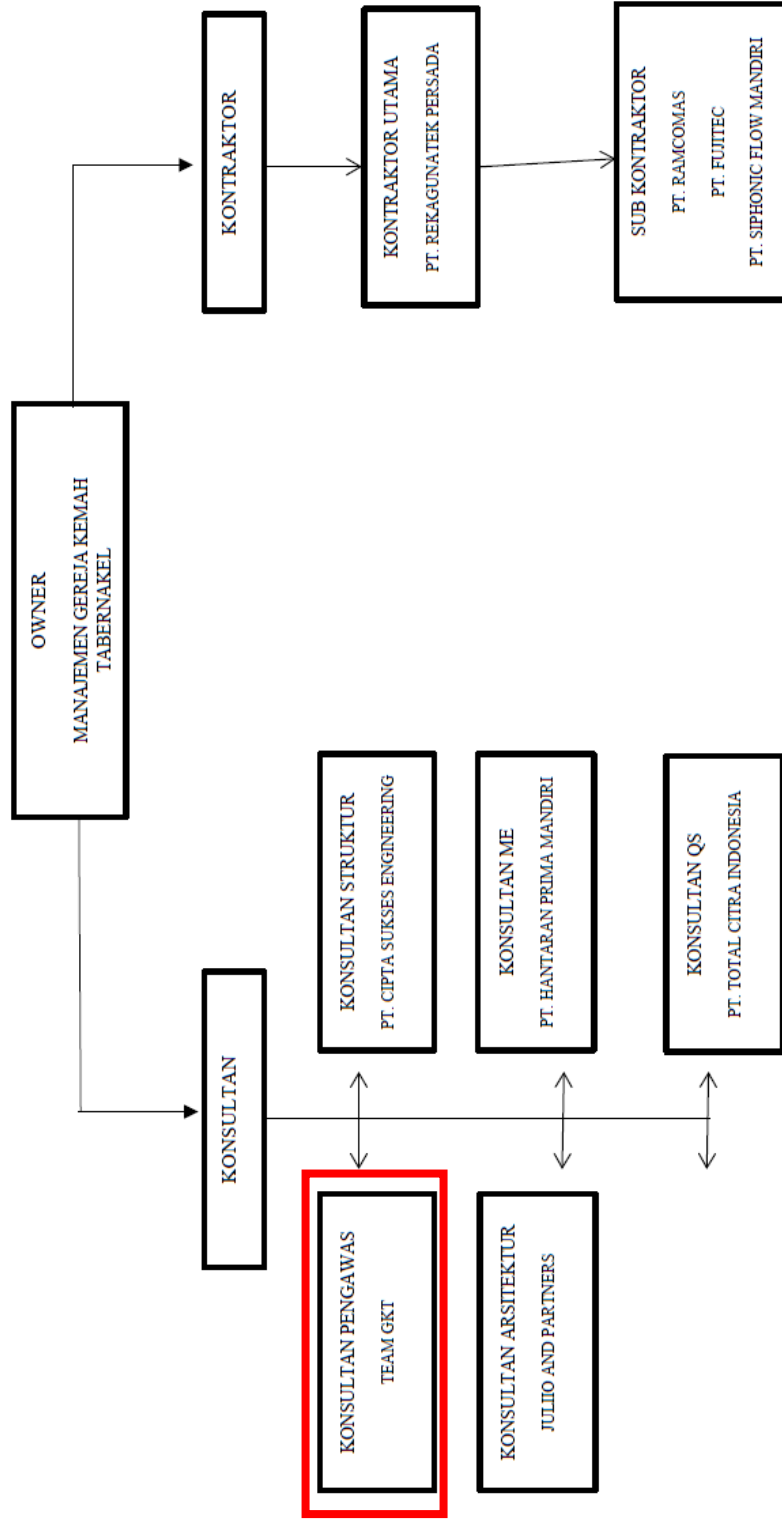 OWNER
MANAJEMEN GEREJA KEMAH
TABERNAKEL
KONSULTAN
KONTRAKTOR
KONSULTAN PENGAWAS
TEAM GKT
KONSULTAN STRUKTUR
PT. CIPTA SUKSES ENGINEERING
KONTRAKTOR UTAMA
PT. REKAGUNATEK PERSADA
KONSULTAN ARSITEKTUR
JULIIO AND PARTNERS
KONSULTAN ME
PT. HANTARAN PRIMA MANDIRI
SUB KONTRAKTOR
PT. RAMCOMAS
PT. FUJITEC
PT. SIPHONIC FLOW MANDIRI
KONSULTAN QS
PT. TOTAL CITRA INDONESIA